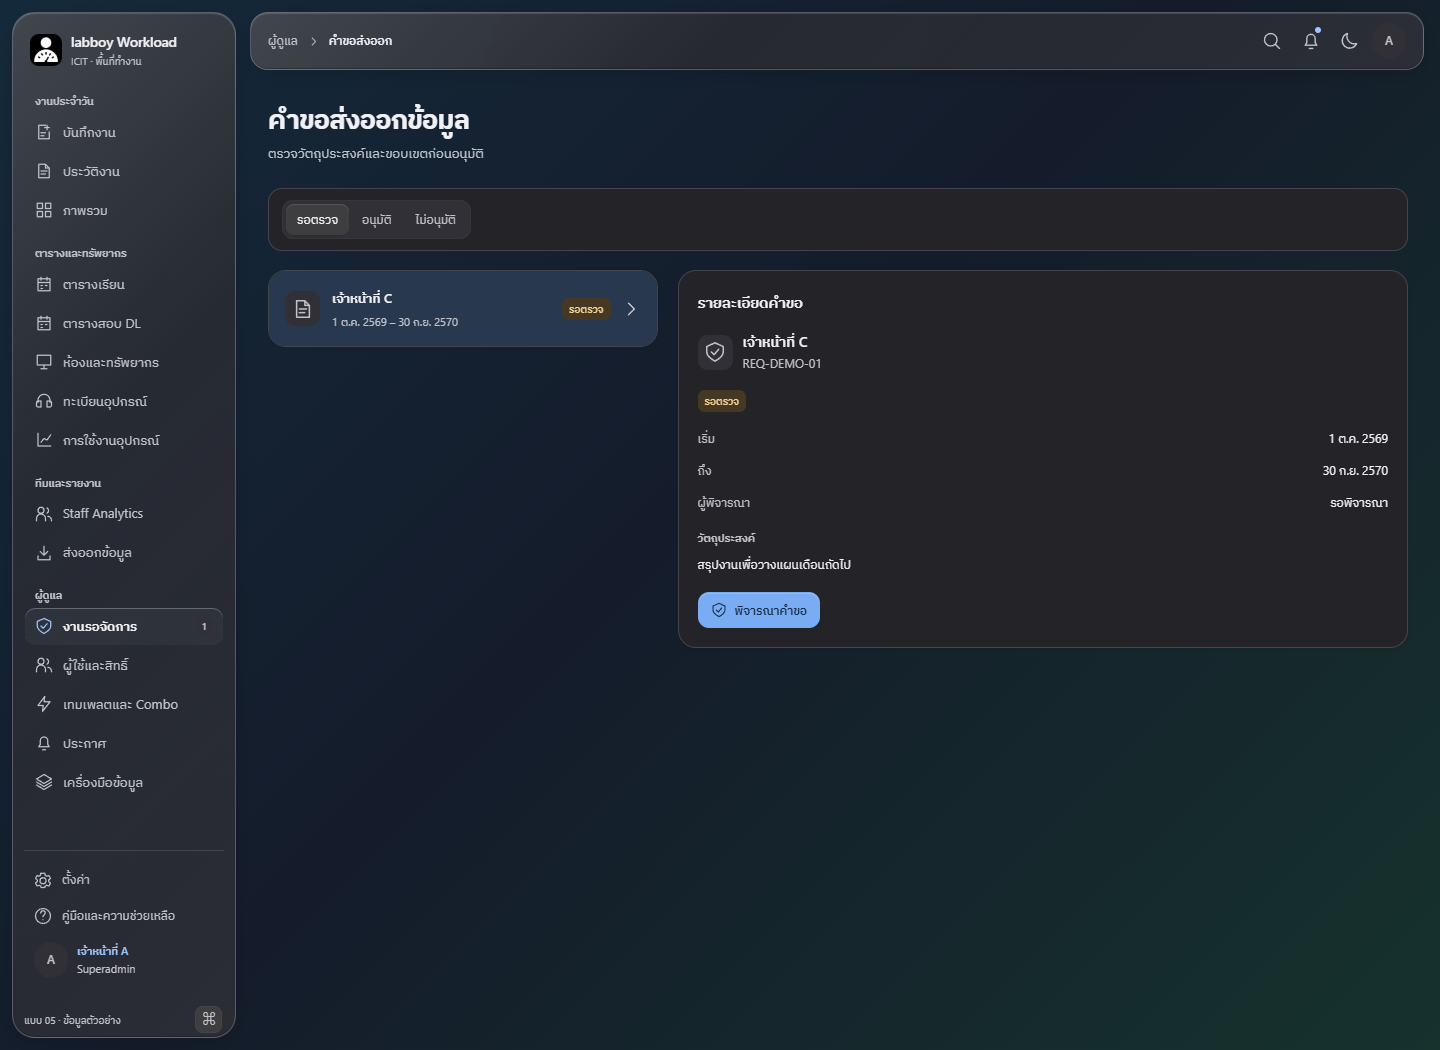 labboy Workload
ICIT · พื้นที่ทำงาน
งานประจำวัน
บันทึกงาน
ประวัติงาน
ภาพรวม
ตารางและทรัพยากร
ตารางเรียน
ตารางสอบ DL
ห้องและทรัพยากร
ทะเบียนอุปกรณ์
การใช้งานอุปกรณ์
ทีมและรายงาน
Staff Analytics
ส่งออกข้อมูล
ผู้ดูแล
งานรอจัดการ 1
ผู้ใช้และสิทธิ์
เทมเพลตและ Combo
ประกาศ
เครื่องมือข้อมูล
ตั้งค่า
คู่มือและความช่วยเหลือ
A
เจ้าหน้าที่ A
Superadmin
แบบ 05 · ข้อมูลตัวอย่าง
ผู้ดูแล > คำขอส่งออก
A
คำขอส่งออกข้อมูล
ตรวจวัตถุประสงค์และขอบเขตก่อนอนุมัติ
รอตรวจ อนุมัติ ไม่อนุมัติ
เจ้าหน้าที่ C
1 ต.ค. 2569 – 30 ก.ย. 2570
รอตรวจ
รายละเอียดคำขอ
เจ้าหน้าที่ C
REQ-DEMO-01
รอตรวจ
เริ่ม 1 ต.ค. 2569
ถึง 30 ก.ย. 2570
ผู้พิจารณา รอพิจารณา
วัตถุประสงค์
สรุปงานเพื่อวางแผนเดือนถัดไป
พิจารณาคำขอ